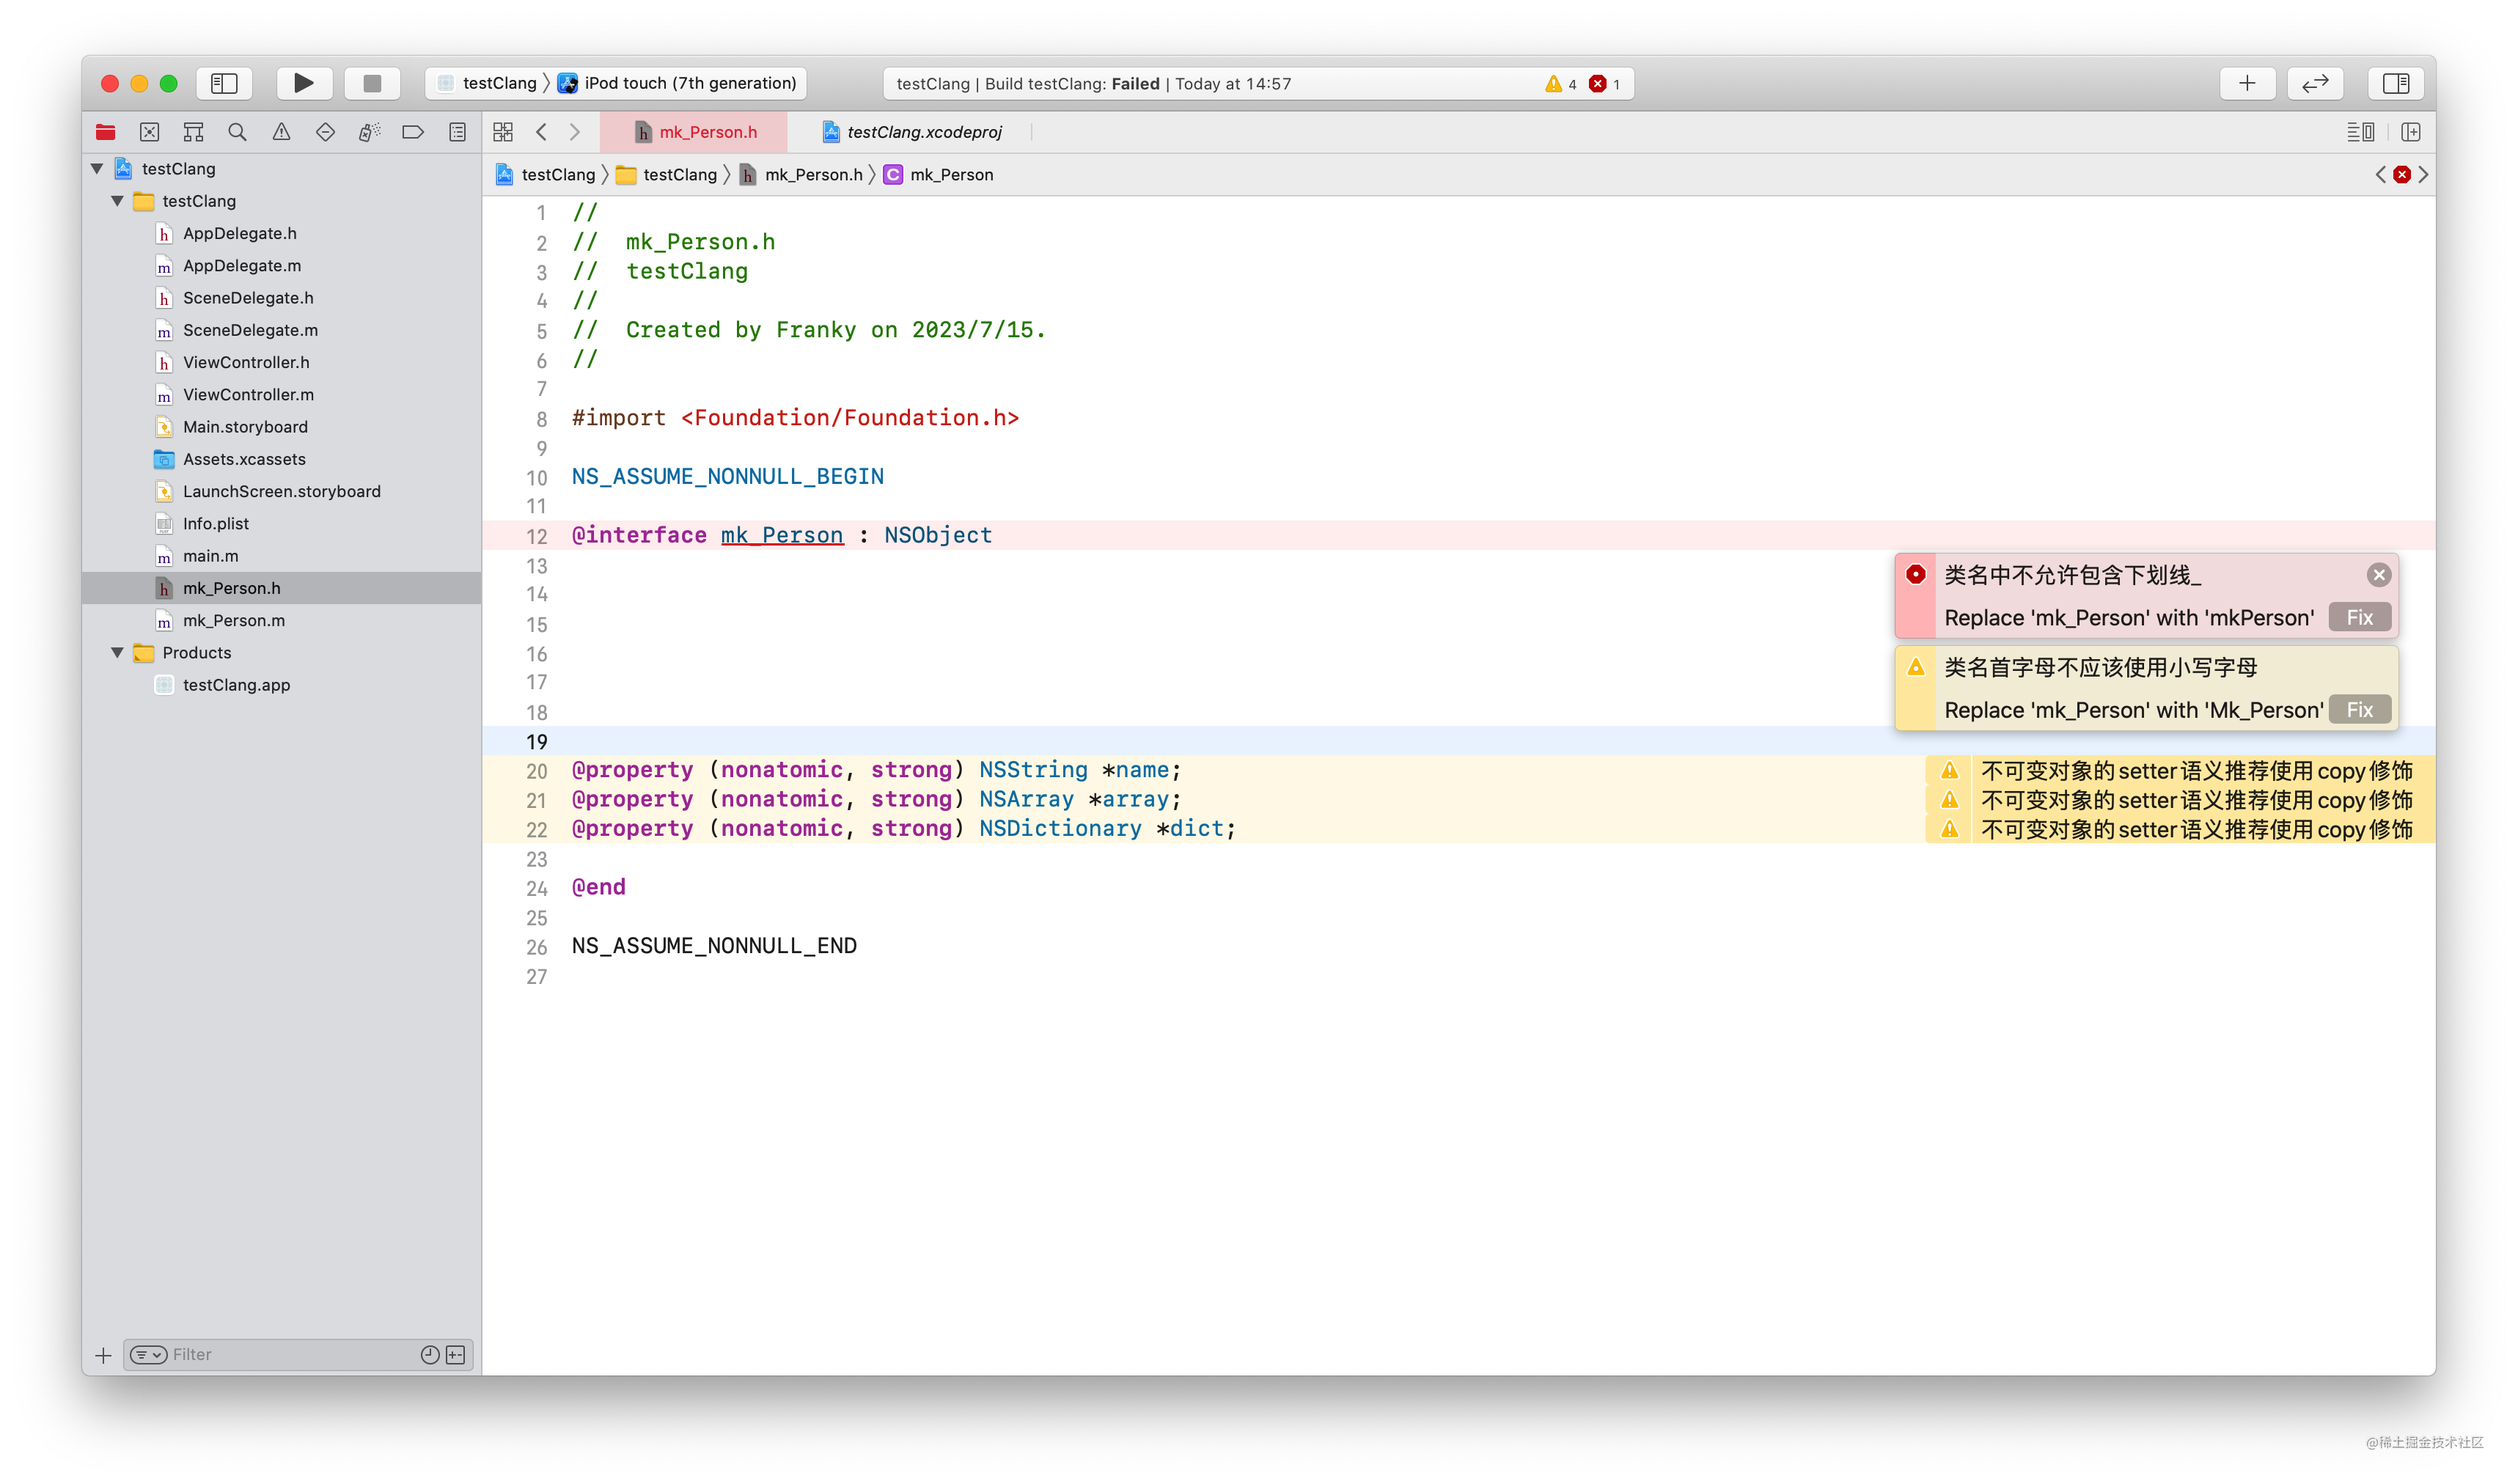 testClang 〉 iPod touch (7th generation)
testClang | Build testClang: Failed | Today at 14:57
4
1
mk_Person.h
testClang.xcodeproj
testClang 〉 testClang 〉 mk_Person.h 〉 C mk_Person
testClang
testClang
AppDelegate.h
AppDelegate.m
SceneDelegate.h
SceneDelegate.m
ViewController.h
ViewController.m
Main.storyboard
Assets.xcassets
LaunchScreen.storyboard
Info.plist
main.m
mk_Person.h
mk_Person.m
Products
testClang.app
Filter
1 //
2 //  mk_Person.h
3 //  testClang
4 //
5 //  Created by Franky on 2023/7/15.
6 //
7
8 #import <Foundation/Foundation.h>
9
10 NS_ASSUME_NONNULL_BEGIN
11
12 @interface mk_Person : NSObject
13
14
15
16
17
18
19
20 @property (nonatomic, strong) NSString *name;
21 @property (nonatomic, strong) NSArray *array;
22 @property (nonatomic, strong) NSDictionary *dict;
23
24 @end
25
26 NS_ASSUME_NONNULL_END
27
类名中不允许包含下划线_
Replace 'mk_Person' with 'mkPerson' Fix
类名首字母不应该使用小写字母
Replace 'mk_Person' with 'Mk_Person' Fix
不可变对象的setter语义推荐使用copy修饰
不可变对象的setter语义推荐使用copy修饰
不可变对象的setter语义推荐使用copy修饰
@稀土掘金技术社区